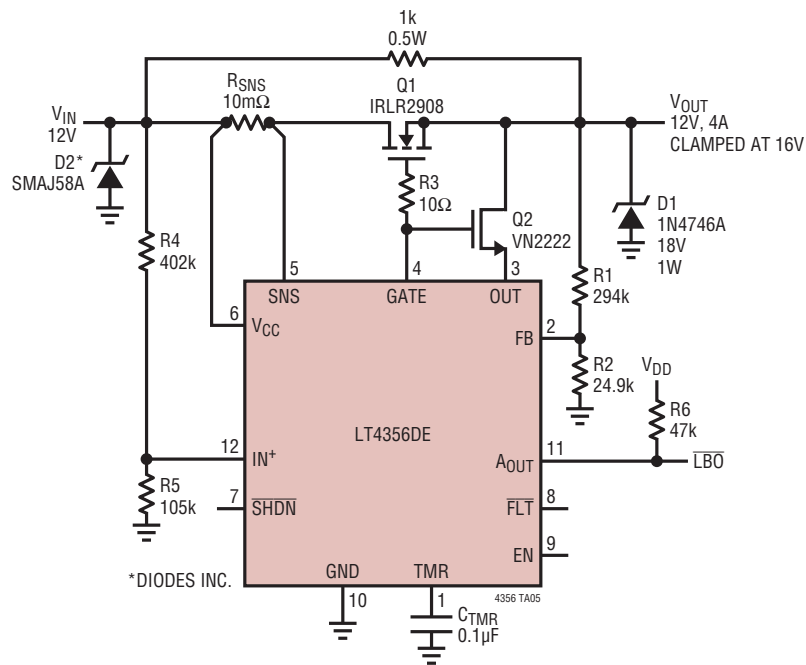 1k
0.5W
RSNS
10mΩ
Q1
IRLR2908
VIN
12V
VOUT
12V, 4A
CLAMPED AT 16V
D2*
SMAJ58A
R3
10Ω
Q2
VN2222
D1
1N4746A
18V
1W
R4
402k
5
4
3
R1
294k
SNS
GATE
OUT
6
VCC
FB
2
R2
24.9k
VDD
LT4356DE
R6
47k
12
IN+
AOUT
11
LBO
R5
105k
7
SHDN
FLT
8
EN
9
*DIODES INC.
GND
TMR
10
1
4356 TA05
CTMR
0.1µF